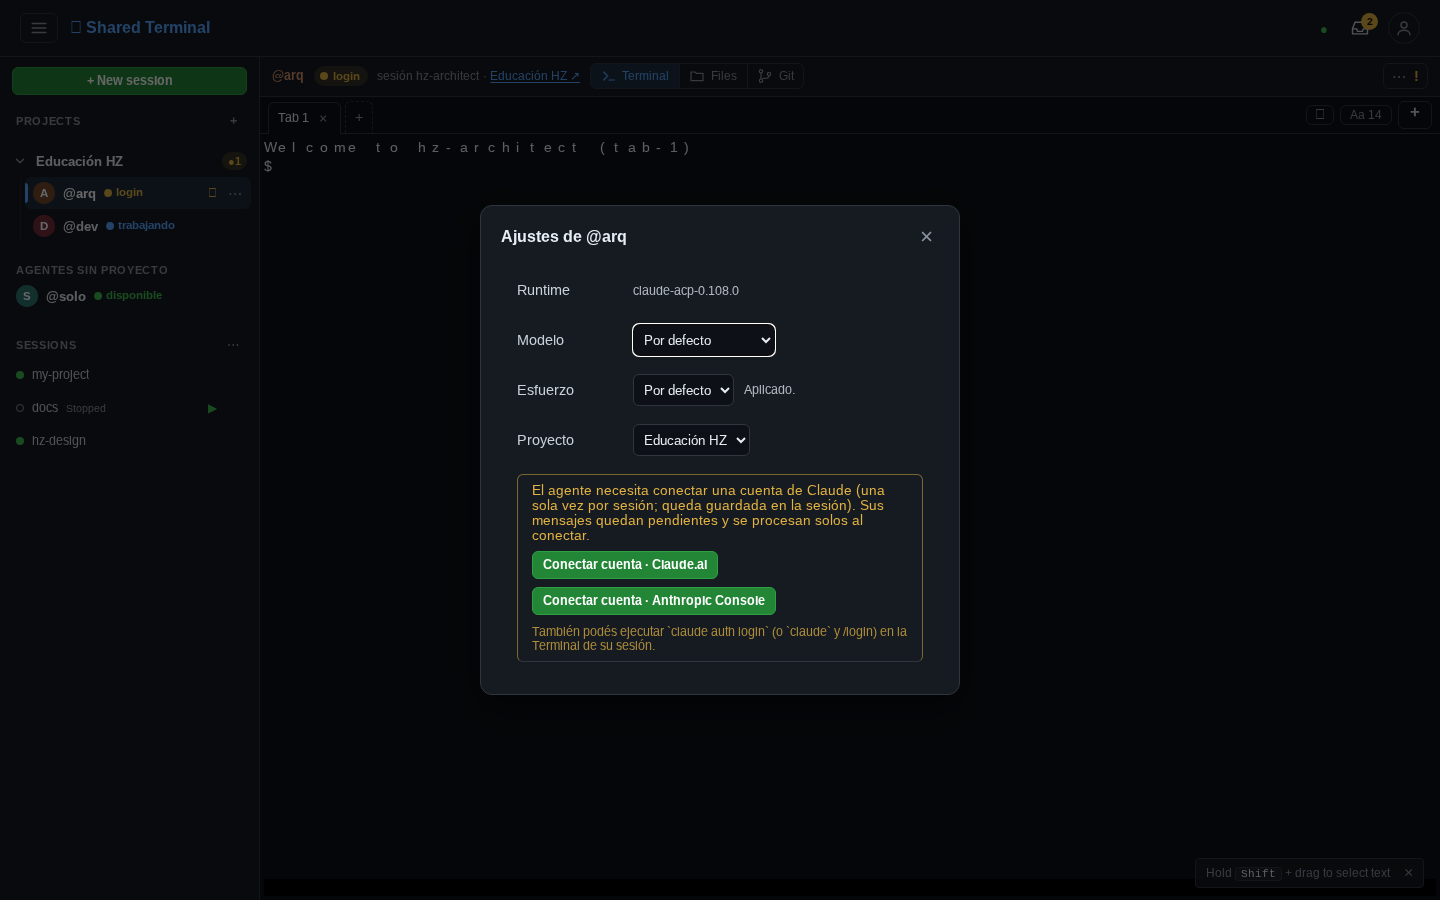 Shared Terminal
2
+ New session
PROJECTS
+
Educación HZ
●1
A @arq login ...
D @dev trabajando
AGENTES SIN PROYECTO
S @solo disponible
SESSIONS
...
my-project
docs Stopped
hz-design
@arq login sesión hz-architect · Educación HZ ↗ Terminal Files Git
... !
Tab 1 × +
Aa 14
+
Welcome to hz-architect (tab-1)
$
Ajustes de @arq
×
Runtime claude-acp-0.108.0
Modelo Por defecto
Esfuerzo Por defecto Aplicado.
Proyecto Educación HZ
El agente necesita conectar una cuenta de Claude (una
sola vez por sesión; queda guardada en la sesión). Sus
mensajes quedan pendientes y se procesan solos al
conectar.
Conectar cuenta · Claude.ai
Conectar cuenta · Anthropic Console
También podés ejecutar `claude auth login` (o `claude` y /login) en la
Terminal de su sesión.
Hold Shift + drag to select text ×